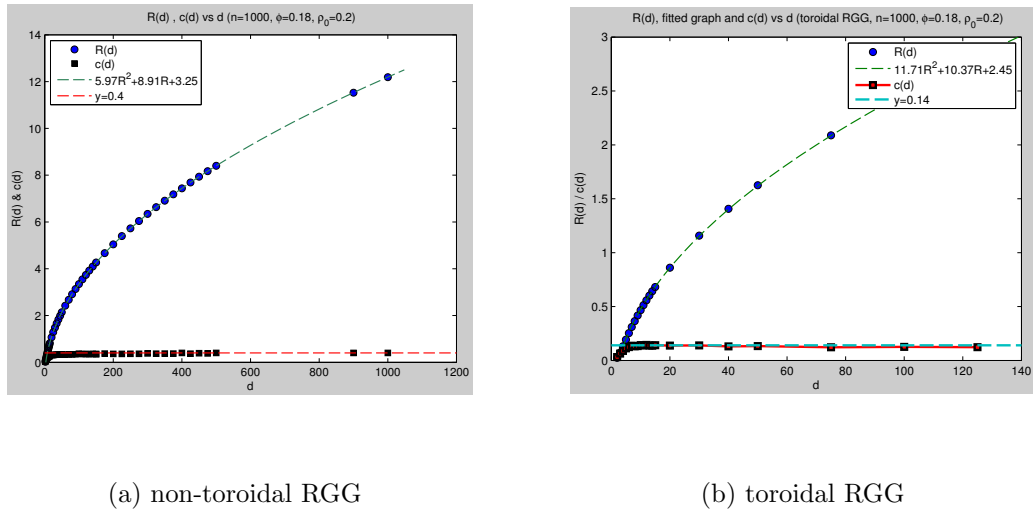 R(d) , c(d) vs d (n=1000, ϕ=0.18, ρ₀=0.2)
14
12
10
8
6
4
2
0
R(d) & c(d)
R(d)
c(d)
5.97R²+8.91R+3.25
y=0.4
0 200 400 600 800 1000 1200
d
(a) non-toroidal RGG
R(d), fitted graph and c(d) vs d (toroidal RGG, n=1000, ϕ=0.18, ρ₀=0.2)
3
2.5
2
1.5
1
0.5
0
R(d) / c(d)
R(d)
11.71R²+10.37R+2.45
c(d)
y=0.14
0 20 40 60 80 100 120 140
d
(b) toroidal RGG